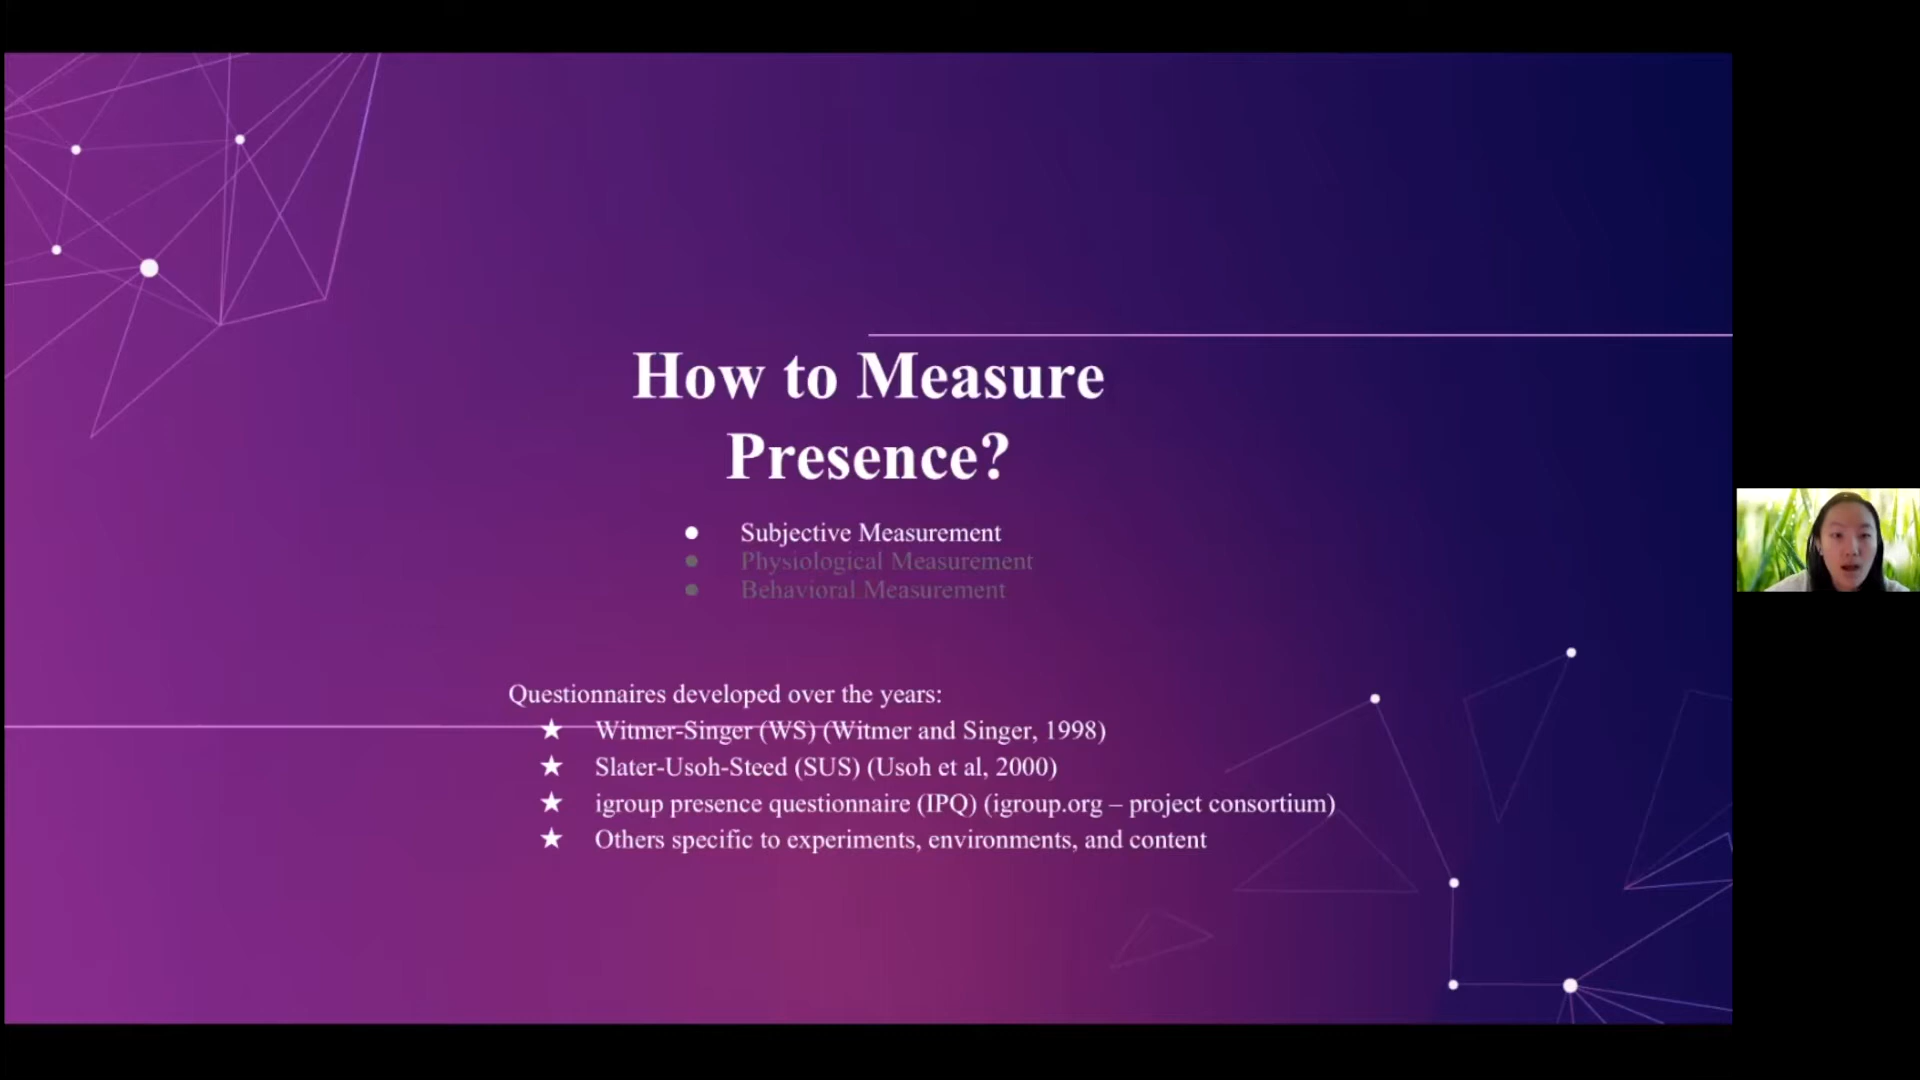 How to Measure
Presence?
● Subjective Measurement
● Physiological Measurement
● Behavioral Measurement
Questionnaires developed over the years:
★ Witmer-Singer (WS) (Witmer and Singer, 1998)
★ Slater-Usoh-Steed (SUS) (Usoh et al, 2000)
★ igroup presence questionnaire (IPQ) (igroup.org – project consortium)
★ Others specific to experiments, environments, and content